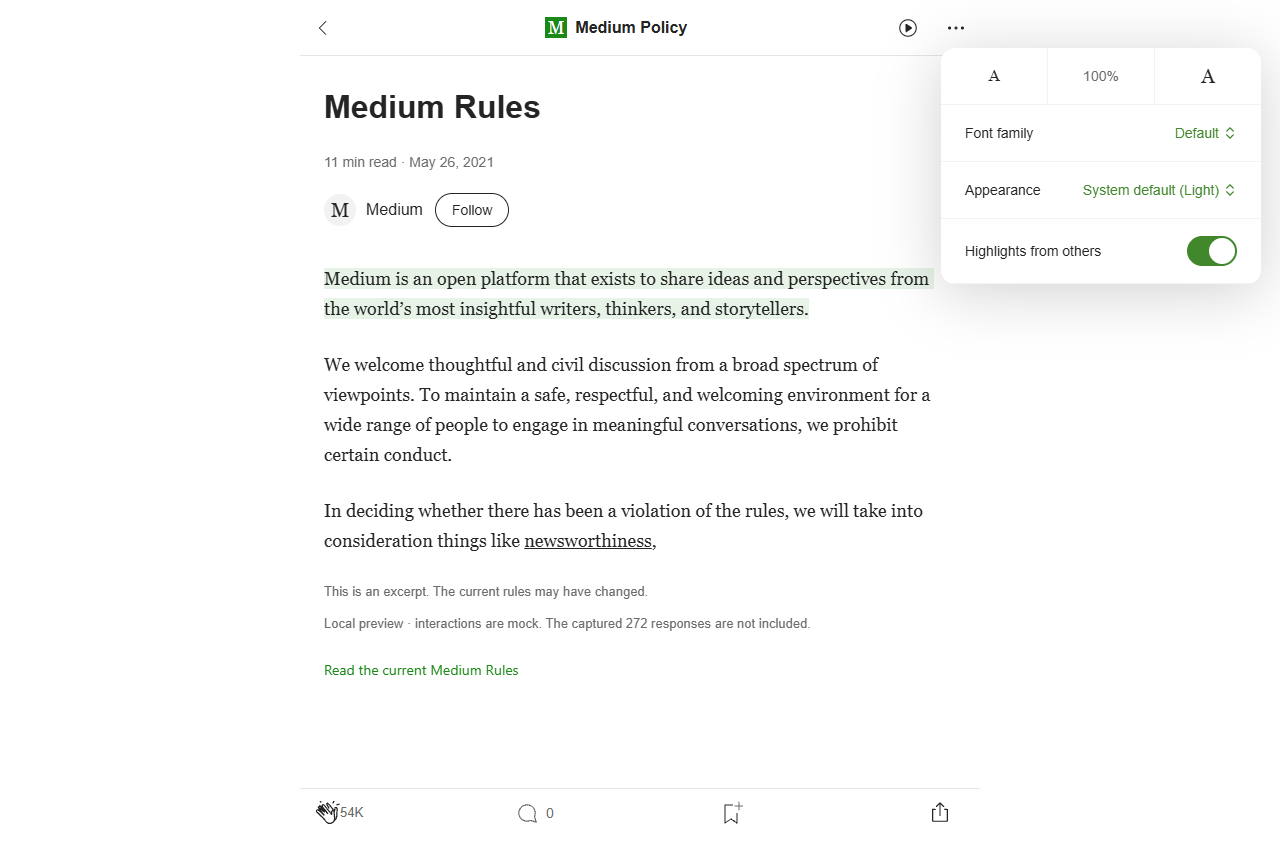 M Medium Policy
Medium Rules
11 min read · May 26, 2021
M Medium Follow
Medium is an open platform that exists to share ideas and perspectives from
the world’s most insightful writers, thinkers, and storytellers.
We welcome thoughtful and civil discussion from a broad spectrum of
viewpoints. To maintain a safe, respectful, and welcoming environment for a
wide range of people to engage in meaningful conversations, we prohibit
certain conduct.
In deciding whether there has been a violation of the rules, we will take into
consideration things like newsworthiness,
This is an excerpt. The current rules may have changed.
Local preview · interactions are mock. The captured 272 responses are not included.
Read the current Medium Rules
54K 0
A 100% A
Font family Default
Appearance System default (Light)
Highlights from others